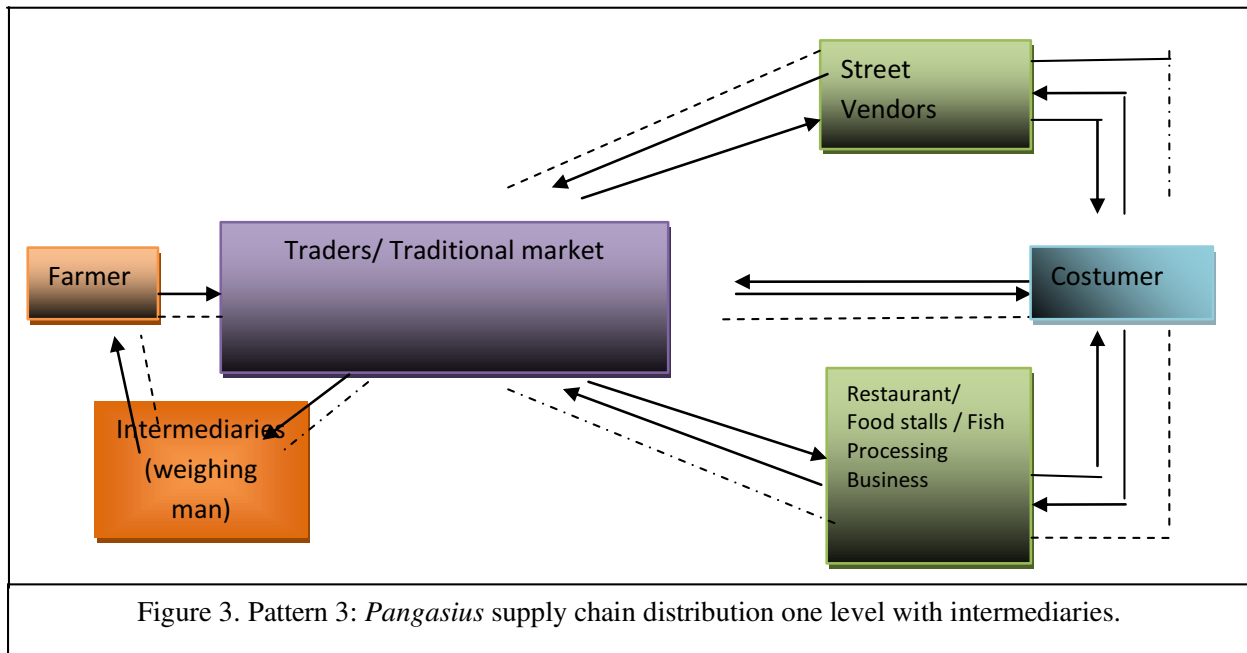 Street
Vendors
Traders/ Traditional market
Farmer
Costumer
Intermediaries
(weighing
man)
Restaurant/
Food stalls / Fish
Processing
Business
Figure 3. Pattern 3: Pangasius supply chain distribution one level with intermediaries.